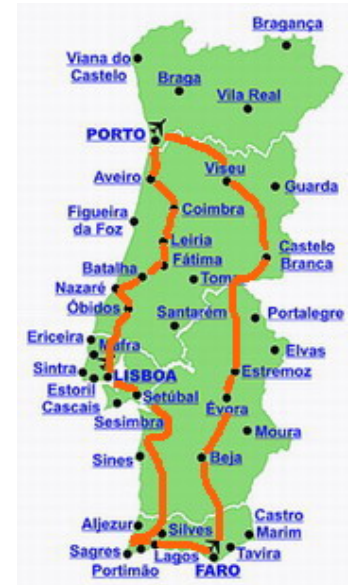 Bragança
Viana do
Castelo
Braga
Vila Real
PORTO
Aveiro
Viseu
Guarda
Figueira
da Foz
Coimbra
Leiria
Castelo
Branca
Fátima
Batalha
Nazaré
Óbidos
Santarém
Portalegre
Ericeira
Mafra
Elvas
Sintra
LISBOA
Estremoz
Estoril
Cascais
Setúbal
Évora
Sesimbra
Moura
Sines
Beja
Aljezur
Silves
Castro
Marim
Sagres
Lagos
Tavira
Portimão
FARO